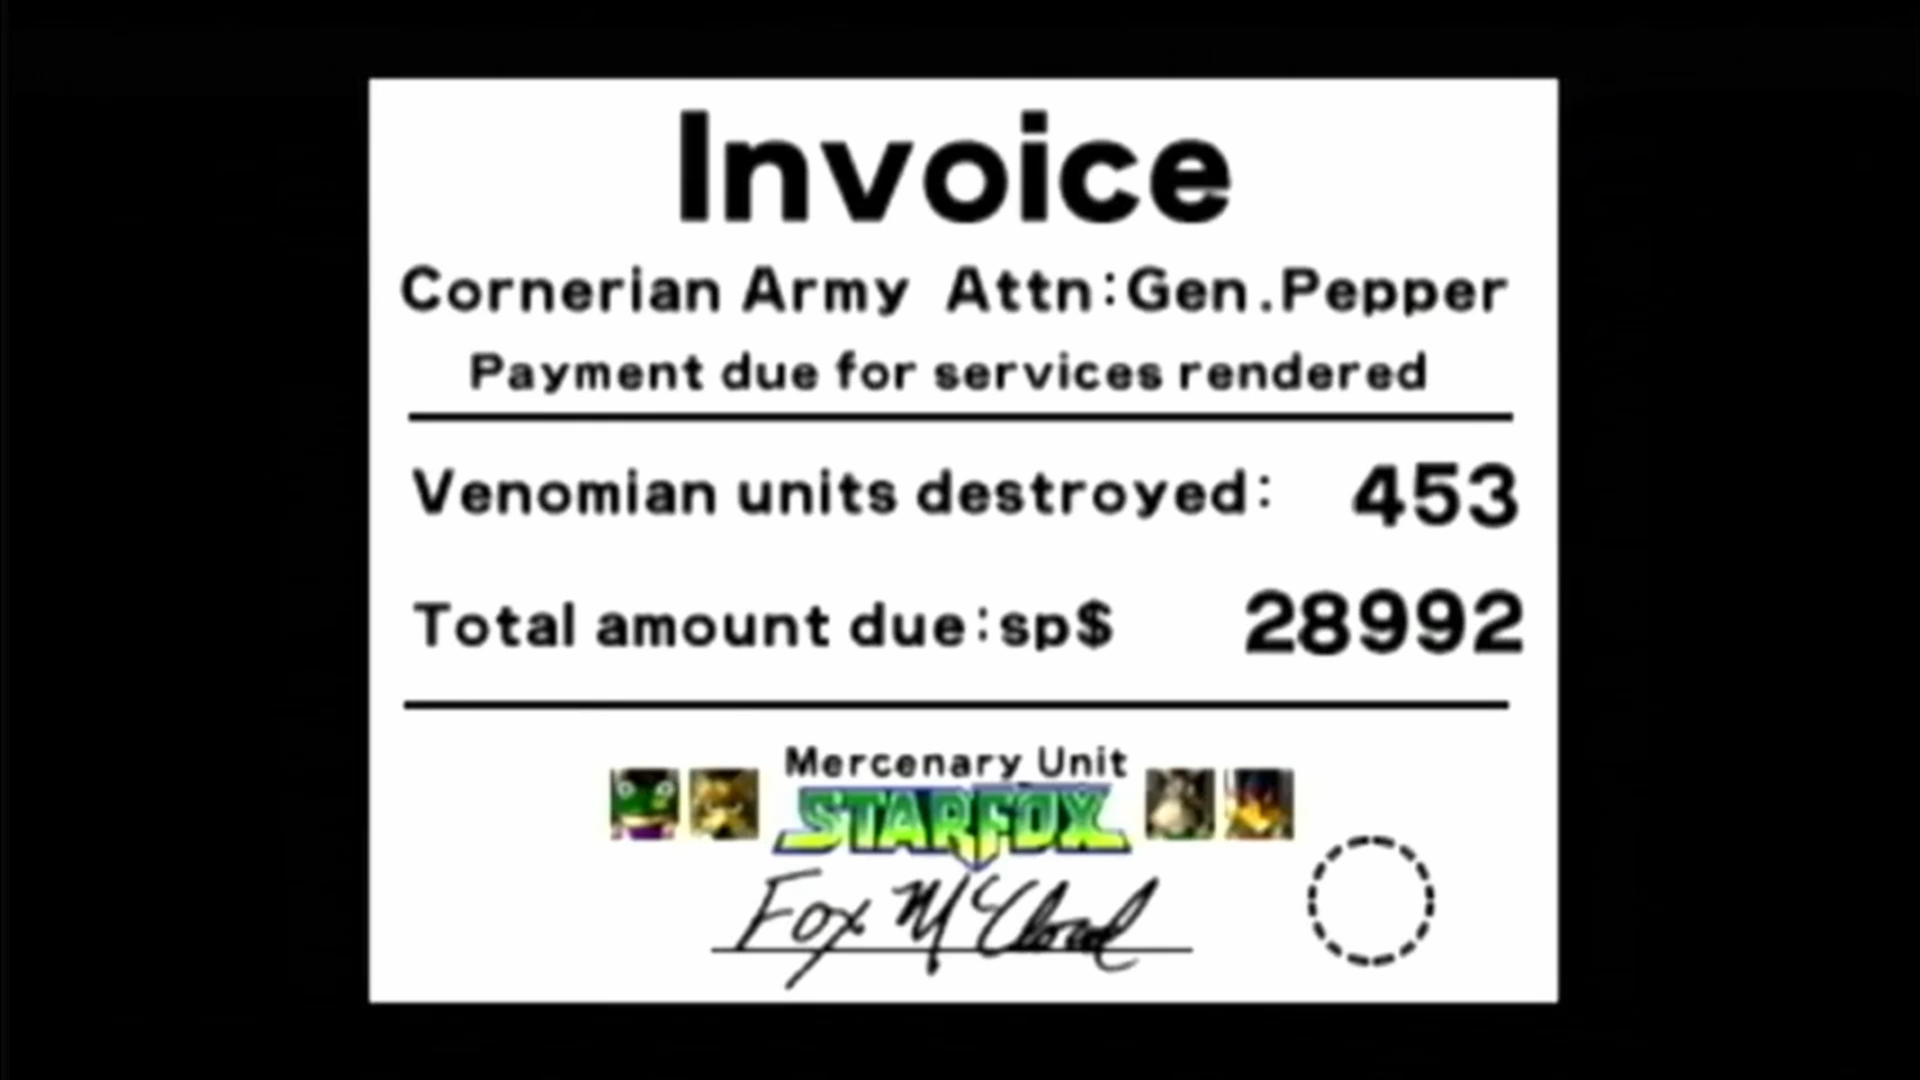 Invoice
Cornerian Army Attn:Gen.Pepper
Payment due for services rendered
Venomian units destroyed: 453
Total amount due:sp$ 28992
Mercenary Unit
STARFOX
Fox McCloud